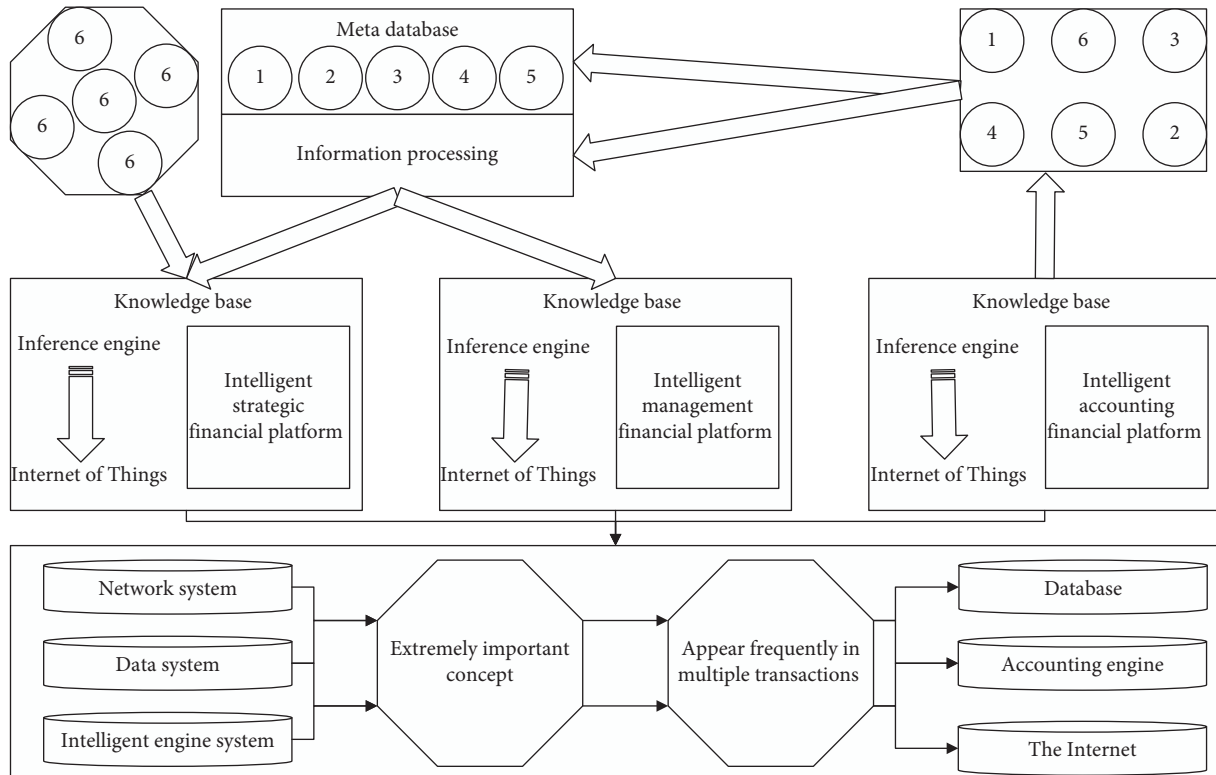 6
6
6
6
6
Meta database
1 2 3 4 5
Information processing
1 6 3
4 5 2
Knowledge base
Inference engine
Internet of Things
Intelligent
strategic
financial platform
Knowledge base
Inference engine
Internet of Things
Intelligent
management
financial platform
Knowledge base
Inference engine
Internet of Things
Intelligent
accounting
financial platform
Network system
Data system
Intelligent engine system
Extremely important
concept
Appear frequently in
multiple transactions
Database
Accounting engine
The Internet